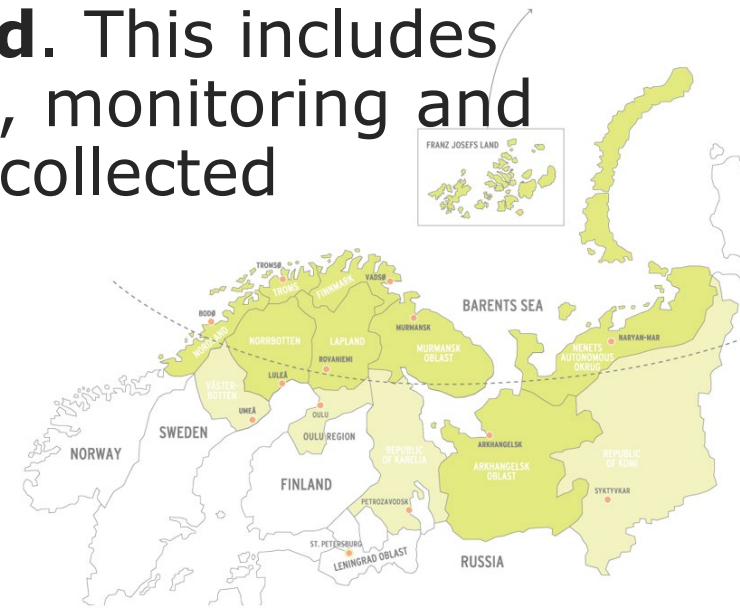 d. This includes
, monitoring and
collected
FRANZ JOSEFS LAND
TROMSØ
VADSØ
TROMS
FINNMARK
BODØ
BARENTS SEA
MURMANSK
NORDLAND
NORRBOTTEN
LAPLAND
MURMANSK
OBLAST
NARYAN-MAR
NENETS
AUTONOMOUS
OKRUG
ROVANIEMI
LULEÅ
VÄSTER-
BOTTEN
UMEÅ
OULU
SWEDEN
OULU REGION
NORWAY
ARKHANGELSK
REPUBLIC
OF KARELIA
REPUBLIC
OF KOMI
ARKHANGELSK
OBLAST
FINLAND
SYKTYVKAR
PETROZAVODSK
ST. PETERSBURG
LENINGRAD OBLAST
RUSSIA